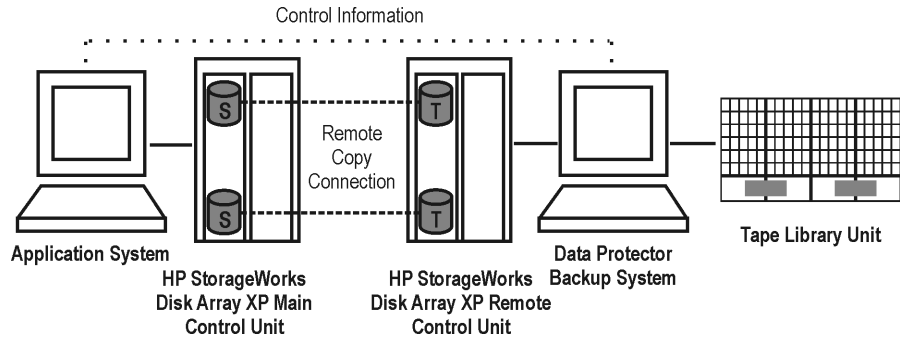 Control Information
S
T
Remote
Copy
Connection
S
T
Application System
HP StorageWorks
Disk Array XP Main
Control Unit
HP StorageWorks
Disk Array XP Remote
Control Unit
Data Protector
Backup System
Tape Library Unit